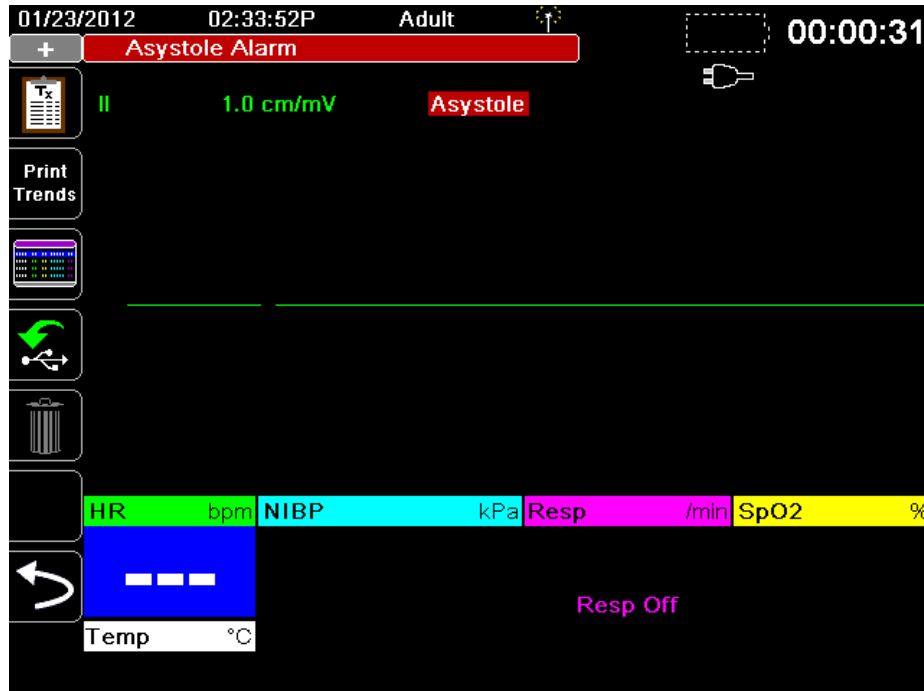 01/23/2012 02:33:52P Adult 00:00:31
+ Asystole Alarm
Tx
II 1.0 cm/mV Asystole
Print
Trends
HR bpm NIBP kPa Resp /min SpO2 %
---
Resp Off
Temp °C